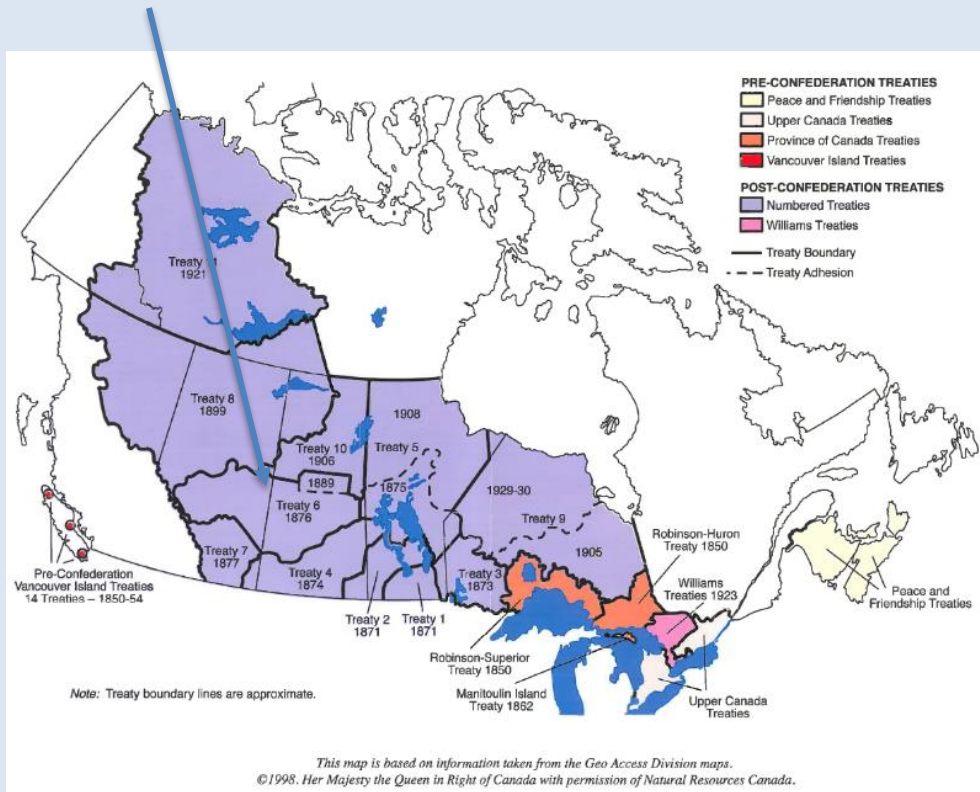 PRE-CONFEDERATION TREATIES
Peace and Friendship Treaties
Upper Canada Treaties
Province of Canada Treaties
Vancouver Island Treaties
POST-CONFEDERATION TREATIES
Numbered Treaties
Williams Treaties
Treaty Boundary
Treaty Adhesion
Treaty 11
1921
Treaty 8
1899
1908
Treaty 10
1906
Treaty 5
1889
1875
1929-30
Treaty 6
1876
Treaty 9
1905
Treaty 7
1877
Treaty 4
1874
Treaty 3
1873
Robinson-Huron
Treaty 1850
Williams
Treaties 1923
Pre-Confederation
Vancouver Island Treaties
14 Treaties – 1850-54
Peace and
Friendship Treaties
Treaty 2
1871
Treaty 1
1871
Robinson-Superior
Treaty 1850
Manitoulin Island
Treaty 1862
Upper Canada
Treaties
Note: Treaty boundary lines are approximate.
This map is based on information taken from the Geo Access Division maps.
©1998. Her Majesty the Queen in Right of Canada with permission of Natural Resources Canada.